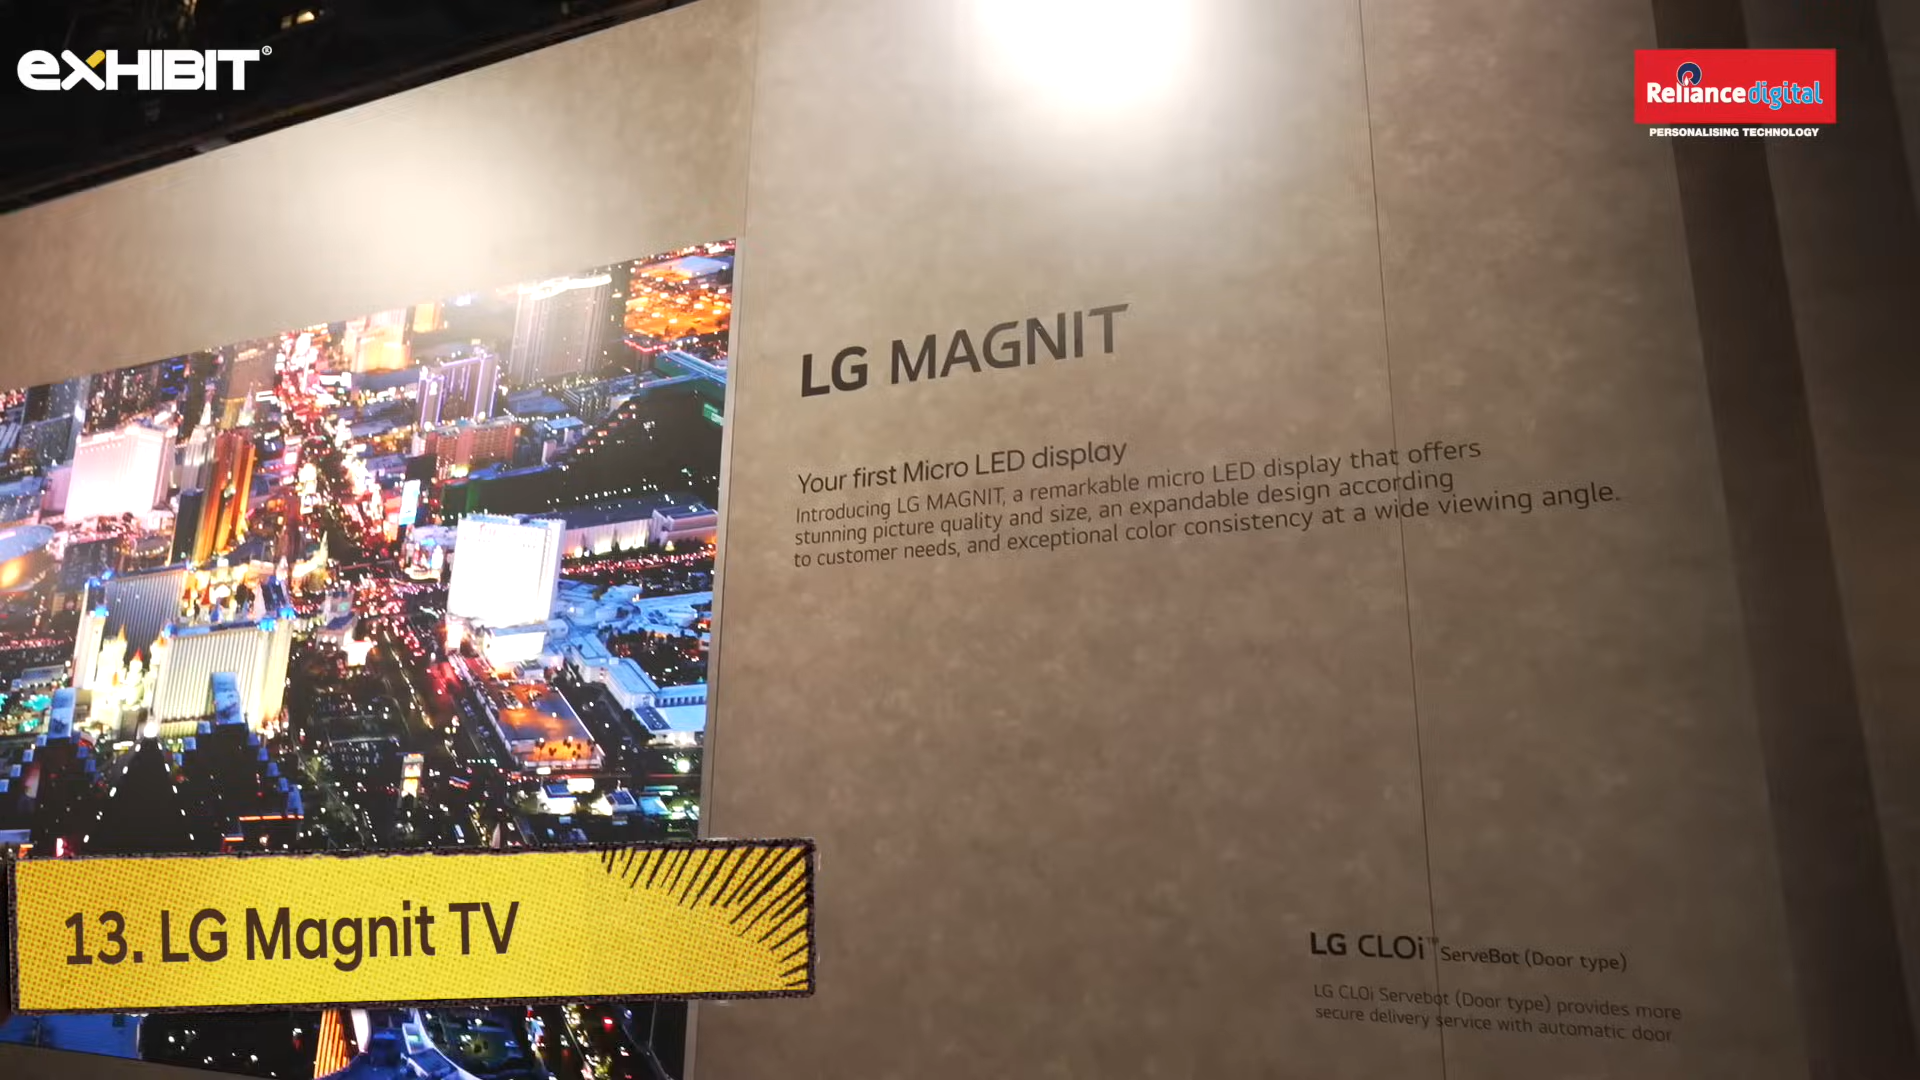 eXHIBIT®
Reliance digital
PERSONALISING TECHNOLOGY
LG MAGNIT
Your first Micro LED display
Introducing LG MAGNIT, a remarkable micro LED display that offers
stunning picture quality and size, an expandable design according
to customer needs, and exceptional color consistency at a wide viewing angle.
13. LG Magnit TV
LG CLOi™ ServeBot (Door type)
LG CLOi Servebot (Door type) provides more
secure delivery service with automatic door